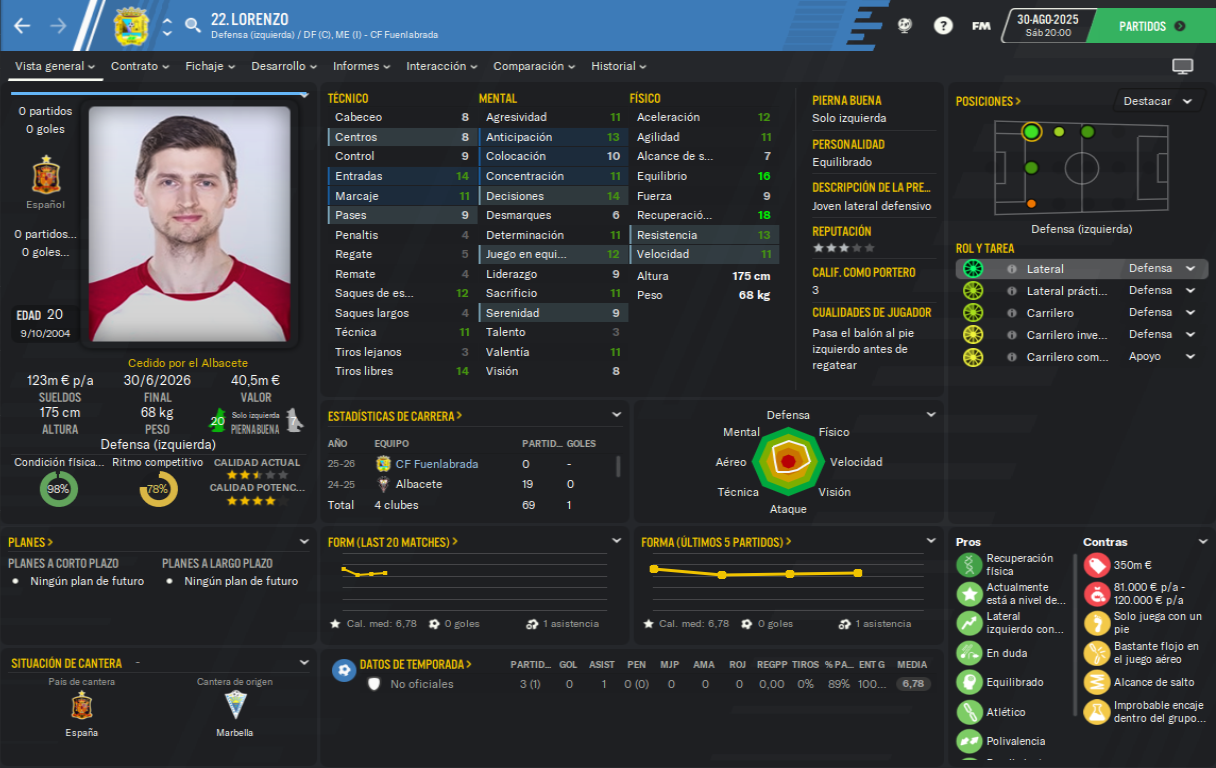 22. LORENZO
Defensa (izquierda) / DF (C), ME (I) - CF Fuenlabrada
?
FM
30-AGO-2025
Sáb 20:00
PARTIDOS
Vista general
Contrato
Fichaje
Desarrollo
Informes
Interacción
Comparación
Historial
0 partidos
0 goles
Español
0 partidos...
0 goles...
EDAD 20
9/10/2004
Cedido por el Albacete
123m € p/a
30/6/2026
40,5m €
SUELDOS
FINAL
VALOR
175 cm
68 kg
20
Solo izquierda
7
ALTURA
PESO
PIERNA BUENA
Defensa (izquierda)
Condición física...
Ritmo competitivo
CALIDAD ACTUAL
98%
78%
CALIDAD POTENC...
TÉCNICO
Cabeceo 8
Centros 8
Control 9
Entradas 14
Marcaje 11
Pases 9
Penaltis 4
Regate 5
Remate 4
Saques de es... 12
Saques largos 4
Técnica 11
Tiros lejanos 3
Tiros libres 14
MENTAL
Agresividad 11
Anticipación 13
Colocación 10
Concentración 11
Decisiones 14
Desmarques 6
Determinación 11
Juego en equi... 12
Liderazgo 9
Sacrificio 11
Serenidad 9
Talento 3
Valentía 11
Visión 8
FÍSICO
Aceleración 12
Agilidad 11
Alcance de s... 7
Equilibrio 16
Fuerza 9
Recuperació... 18
Resistencia 13
Velocidad 11
Altura 175 cm
Peso 68 kg
PIERNA BUENA
Solo izquierda
PERSONALIDAD
Equilibrado
DESCRIPCIÓN DE LA PRE...
Joven lateral defensivo
REPUTACIÓN
CALIF. COMO PORTERO
3
CUALIDADES DE JUGADOR
Pasa el balón al pie
izquierdo antes de
regatear
POSICIONES >
Destacar
Defensa (izquierda)
ROL Y TAREA
Lateral Defensa
Lateral prácti... Defensa
Carrilero Defensa
Carrilero inve... Defensa
Carrilero com... Apoyo
ESTADÍSTICAS DE CARRERA >
AÑO EQUIPO PARTID... GOLES
25-26 CF Fuenlabrada 0 -
24-25 Albacete 19 0
Total 4 clubes 69 1
Defensa
Mental
Físico
Aéreo
Velocidad
Técnica
Visión
Ataque
PLANES >
PLANES A CORTO PLAZO
PLANES A LARGO PLAZO
Ningún plan de futuro
Ningún plan de futuro
FORM (LAST 20 MATCHES) >
Cal. med: 6,78
0 goles
1 asistencia
FORMA (ÚLTIMOS 5 PARTIDOS) >
Cal. med: 6,78
0 goles
1 asistencia
Pros
Recuperación
física
Actualmente
está a nivel de...
Lateral
izquierdo con...
En duda
Equilibrado
Atlético
Polivalencia
Contras
350m €
81.000 € p/a -
120.000 € p/a
Solo juega con un
pie
Bastante flojo en
el juego aéreo
Alcance de salto
Improbable encaje
dentro del grupo...
SITUACIÓN DE CANTERA -
País de cantera
Cantera de origen
España
Marbella
DATOS DE TEMPORADA >
PARTID... GOL ASIST PEN MJP AMA ROJ REGPP TIROS % PA... ENT G MEDIA
No oficiales 3 (1) 0 1 0 (0) 0 0 0 0,00 0% 89% 100... 6,78